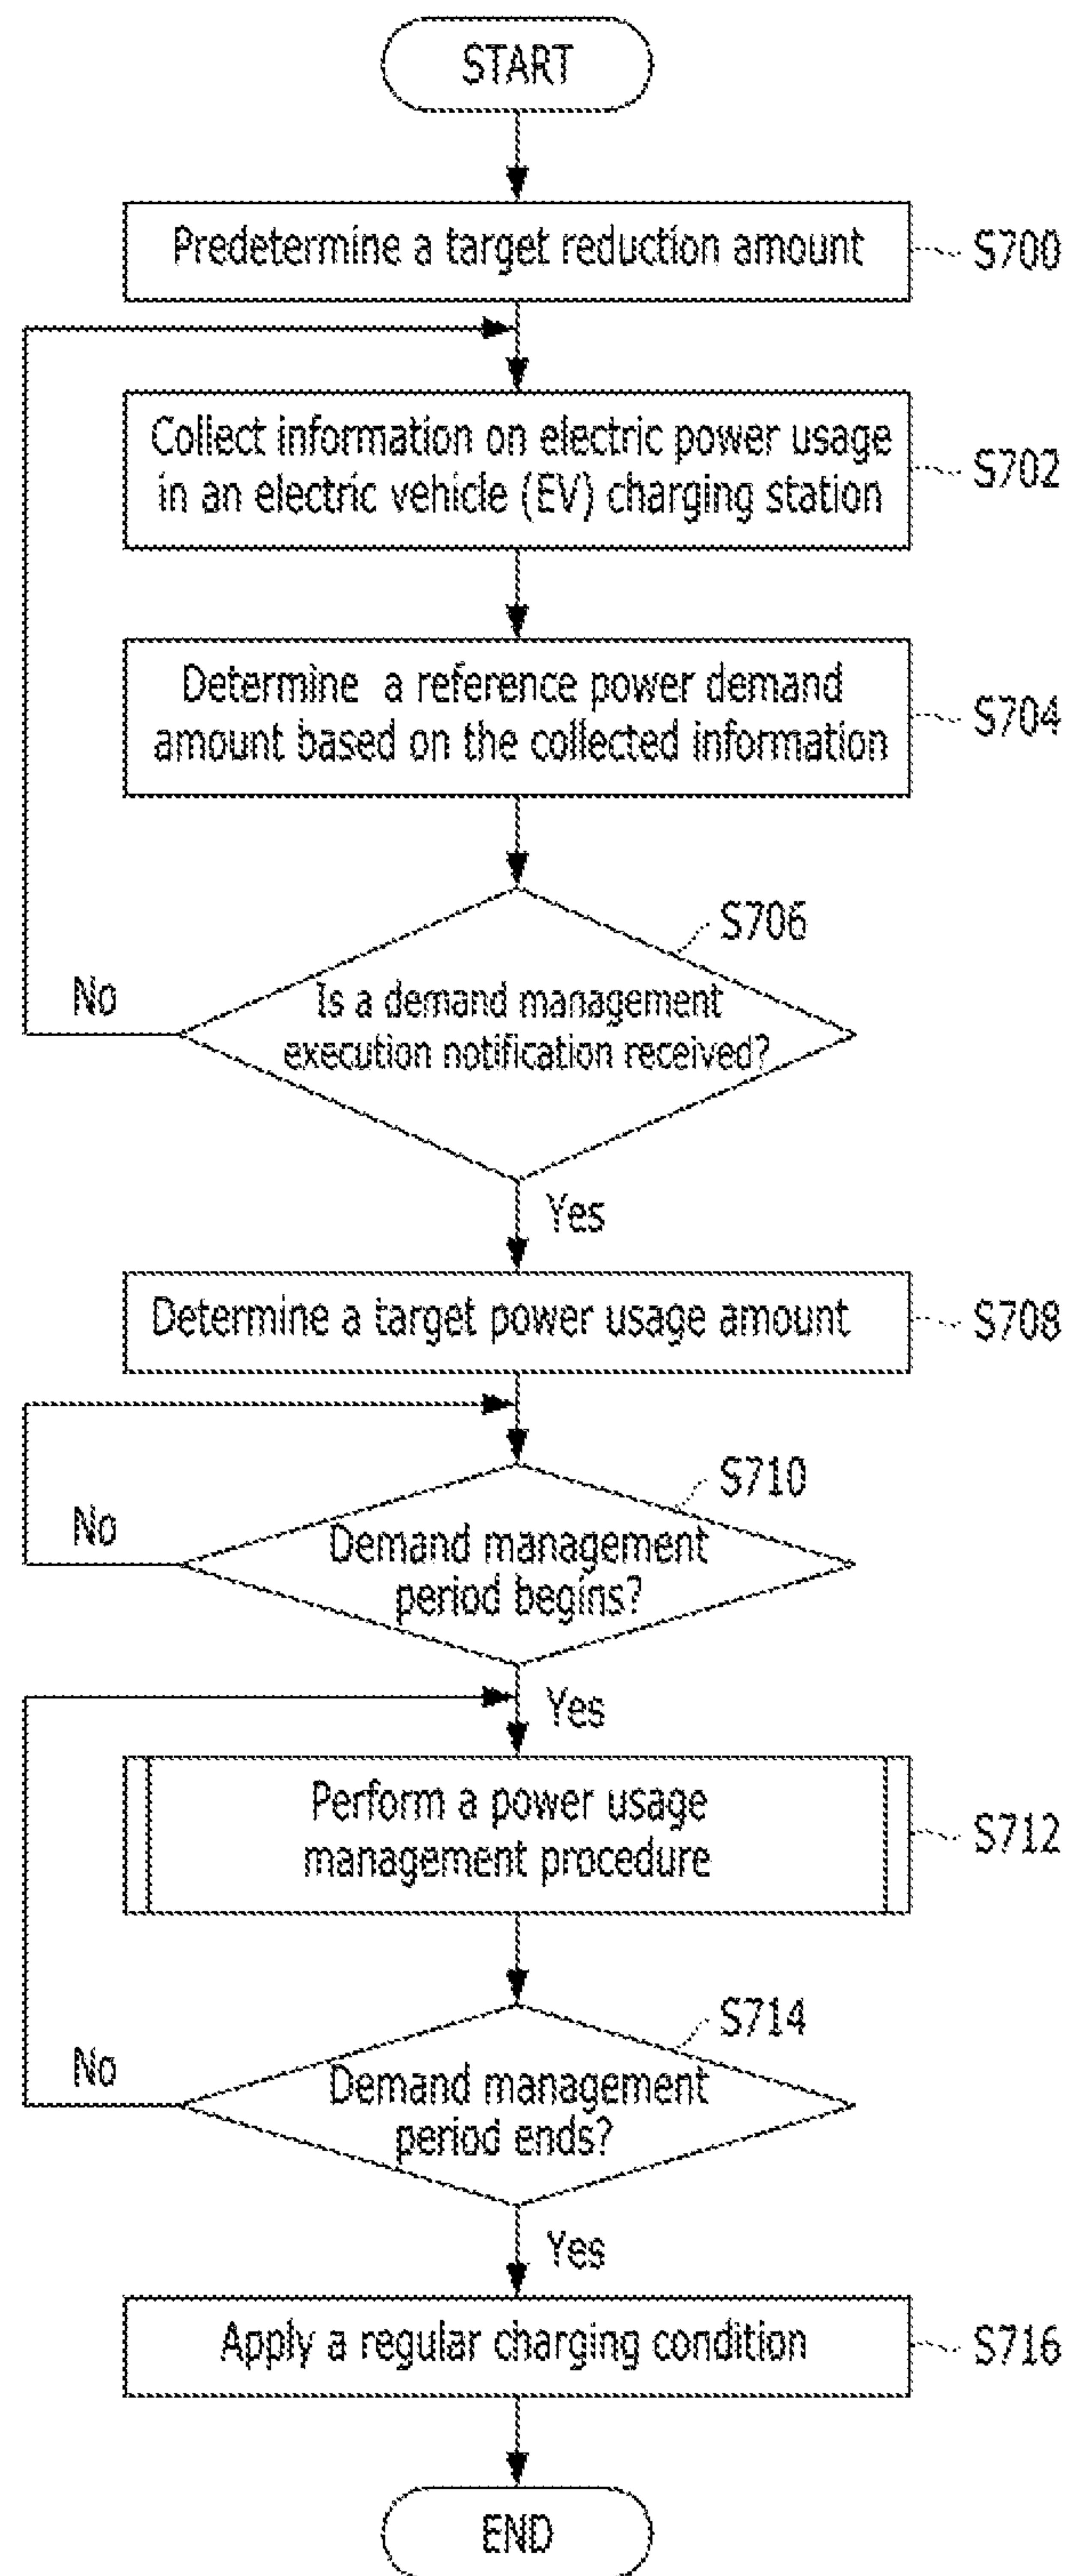 START
Predetermine a target reduction amount
S700
Collect information on electric power usage
in an electric vehicle (EV) charging station
S702
Determine a reference power demand
amount based on the collected information
S704
S706
Is a demand management
execution notification received?
No
Yes
Determine a target power usage amount
S708
S710
Demand management
period begins?
No
Yes
Perform a power usage
management procedure
S712
S714
Demand management
period ends?
No
Yes
Apply a regular charging condition
S716
END